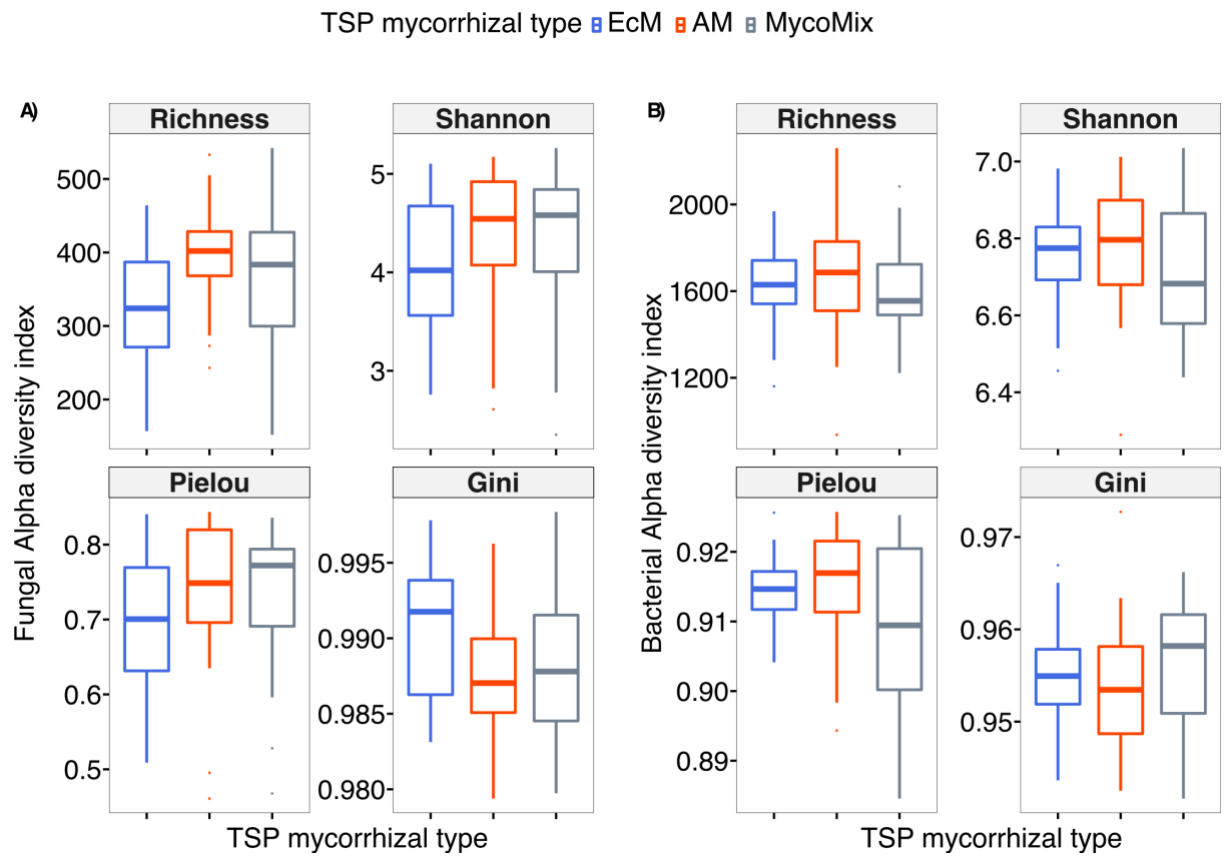 TSP mycorrhizal type EcM AM MycoMix
A)
Richness
Shannon
500
400
300
200
5
4
3
Pielou
Gini
0.8
0.7
0.6
0.5
0.995
0.990
0.985
0.980
Fungal Alpha diversity index
TSP mycorrhizal type
B)
Richness
Shannon
2000
1600
1200
7.0
6.8
6.6
6.4
Pielou
Gini
0.92
0.91
0.90
0.89
0.97
0.96
0.95
Bacterial Alpha diversity index
TSP mycorrhizal type